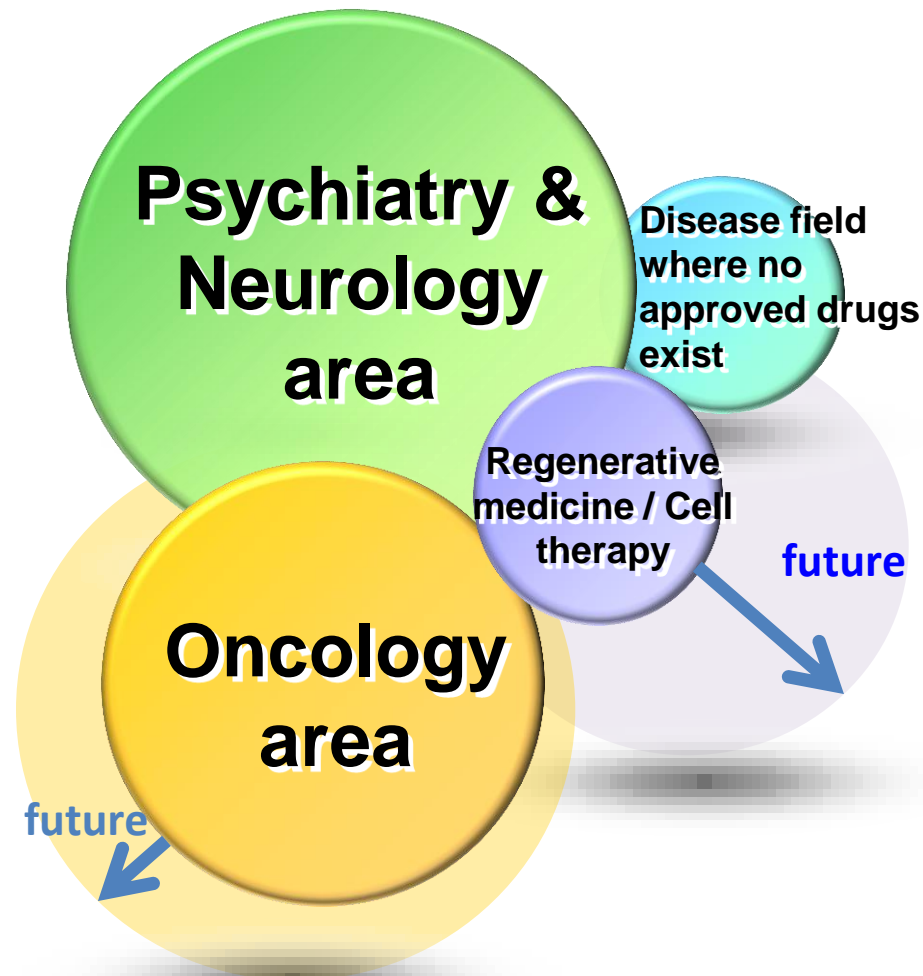 Psychiatry &
Neurology
area
Disease field
where no
approved drugs
exist
Regenerative
medicine / Cell
therapy
future
Oncology
area
future